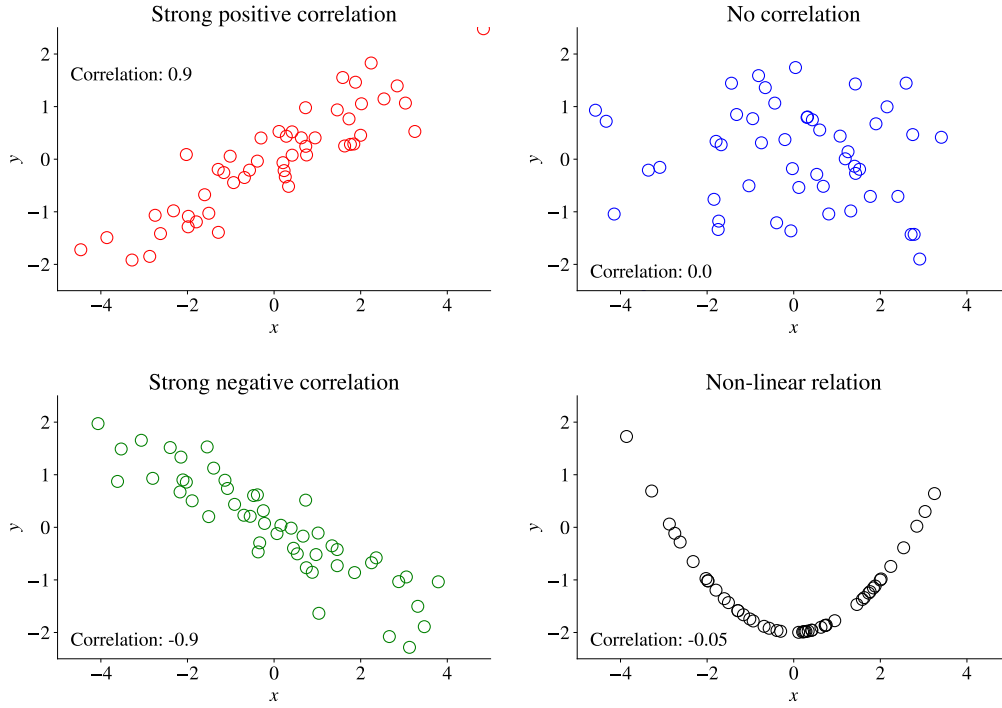 Strong positive correlation
Correlation: 0.9
y
2
1
0
−1
−2
−4
−2
0
2
4
x
No correlation
Correlation: 0.0
y
2
1
0
−1
−2
−4
−2
0
2
4
x
Strong negative correlation
Correlation: -0.9
y
2
1
0
−1
−2
−4
−2
0
2
4
x
Non-linear relation
Correlation: -0.05
y
2
1
0
−1
−2
−4
−2
0
2
4
x